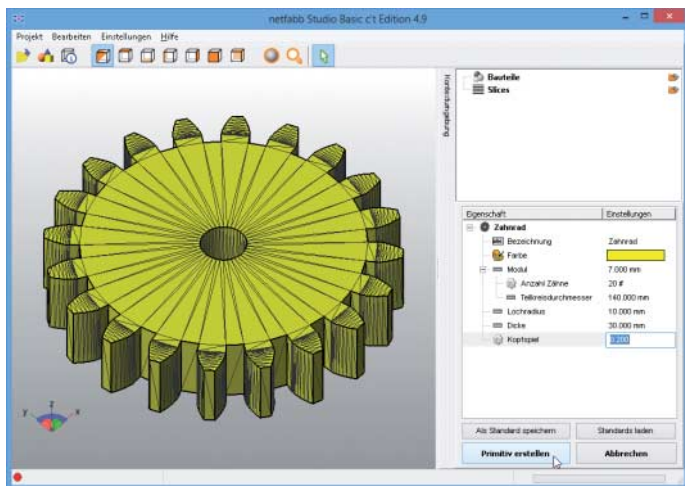 netfabb Studio Basic c't Edition 4.9
Projekt Bearbeiten Einstellungen Hilfe
Bauteile
Slices
Eigenschaft Einstellungen
Zahnrad
Bezeichnung Zahnrad
Farbe
Modul 7.000 mm
Anzahl Zähne 20 #
Teilkreisdurchmesser 140.000 mm
Lochradius 10.000 mm
Dicke 30.000 mm
Kopfspiel 0.200
Als Standard speichern Standards laden
Primitiv erstellen Abbrechen
z
y x